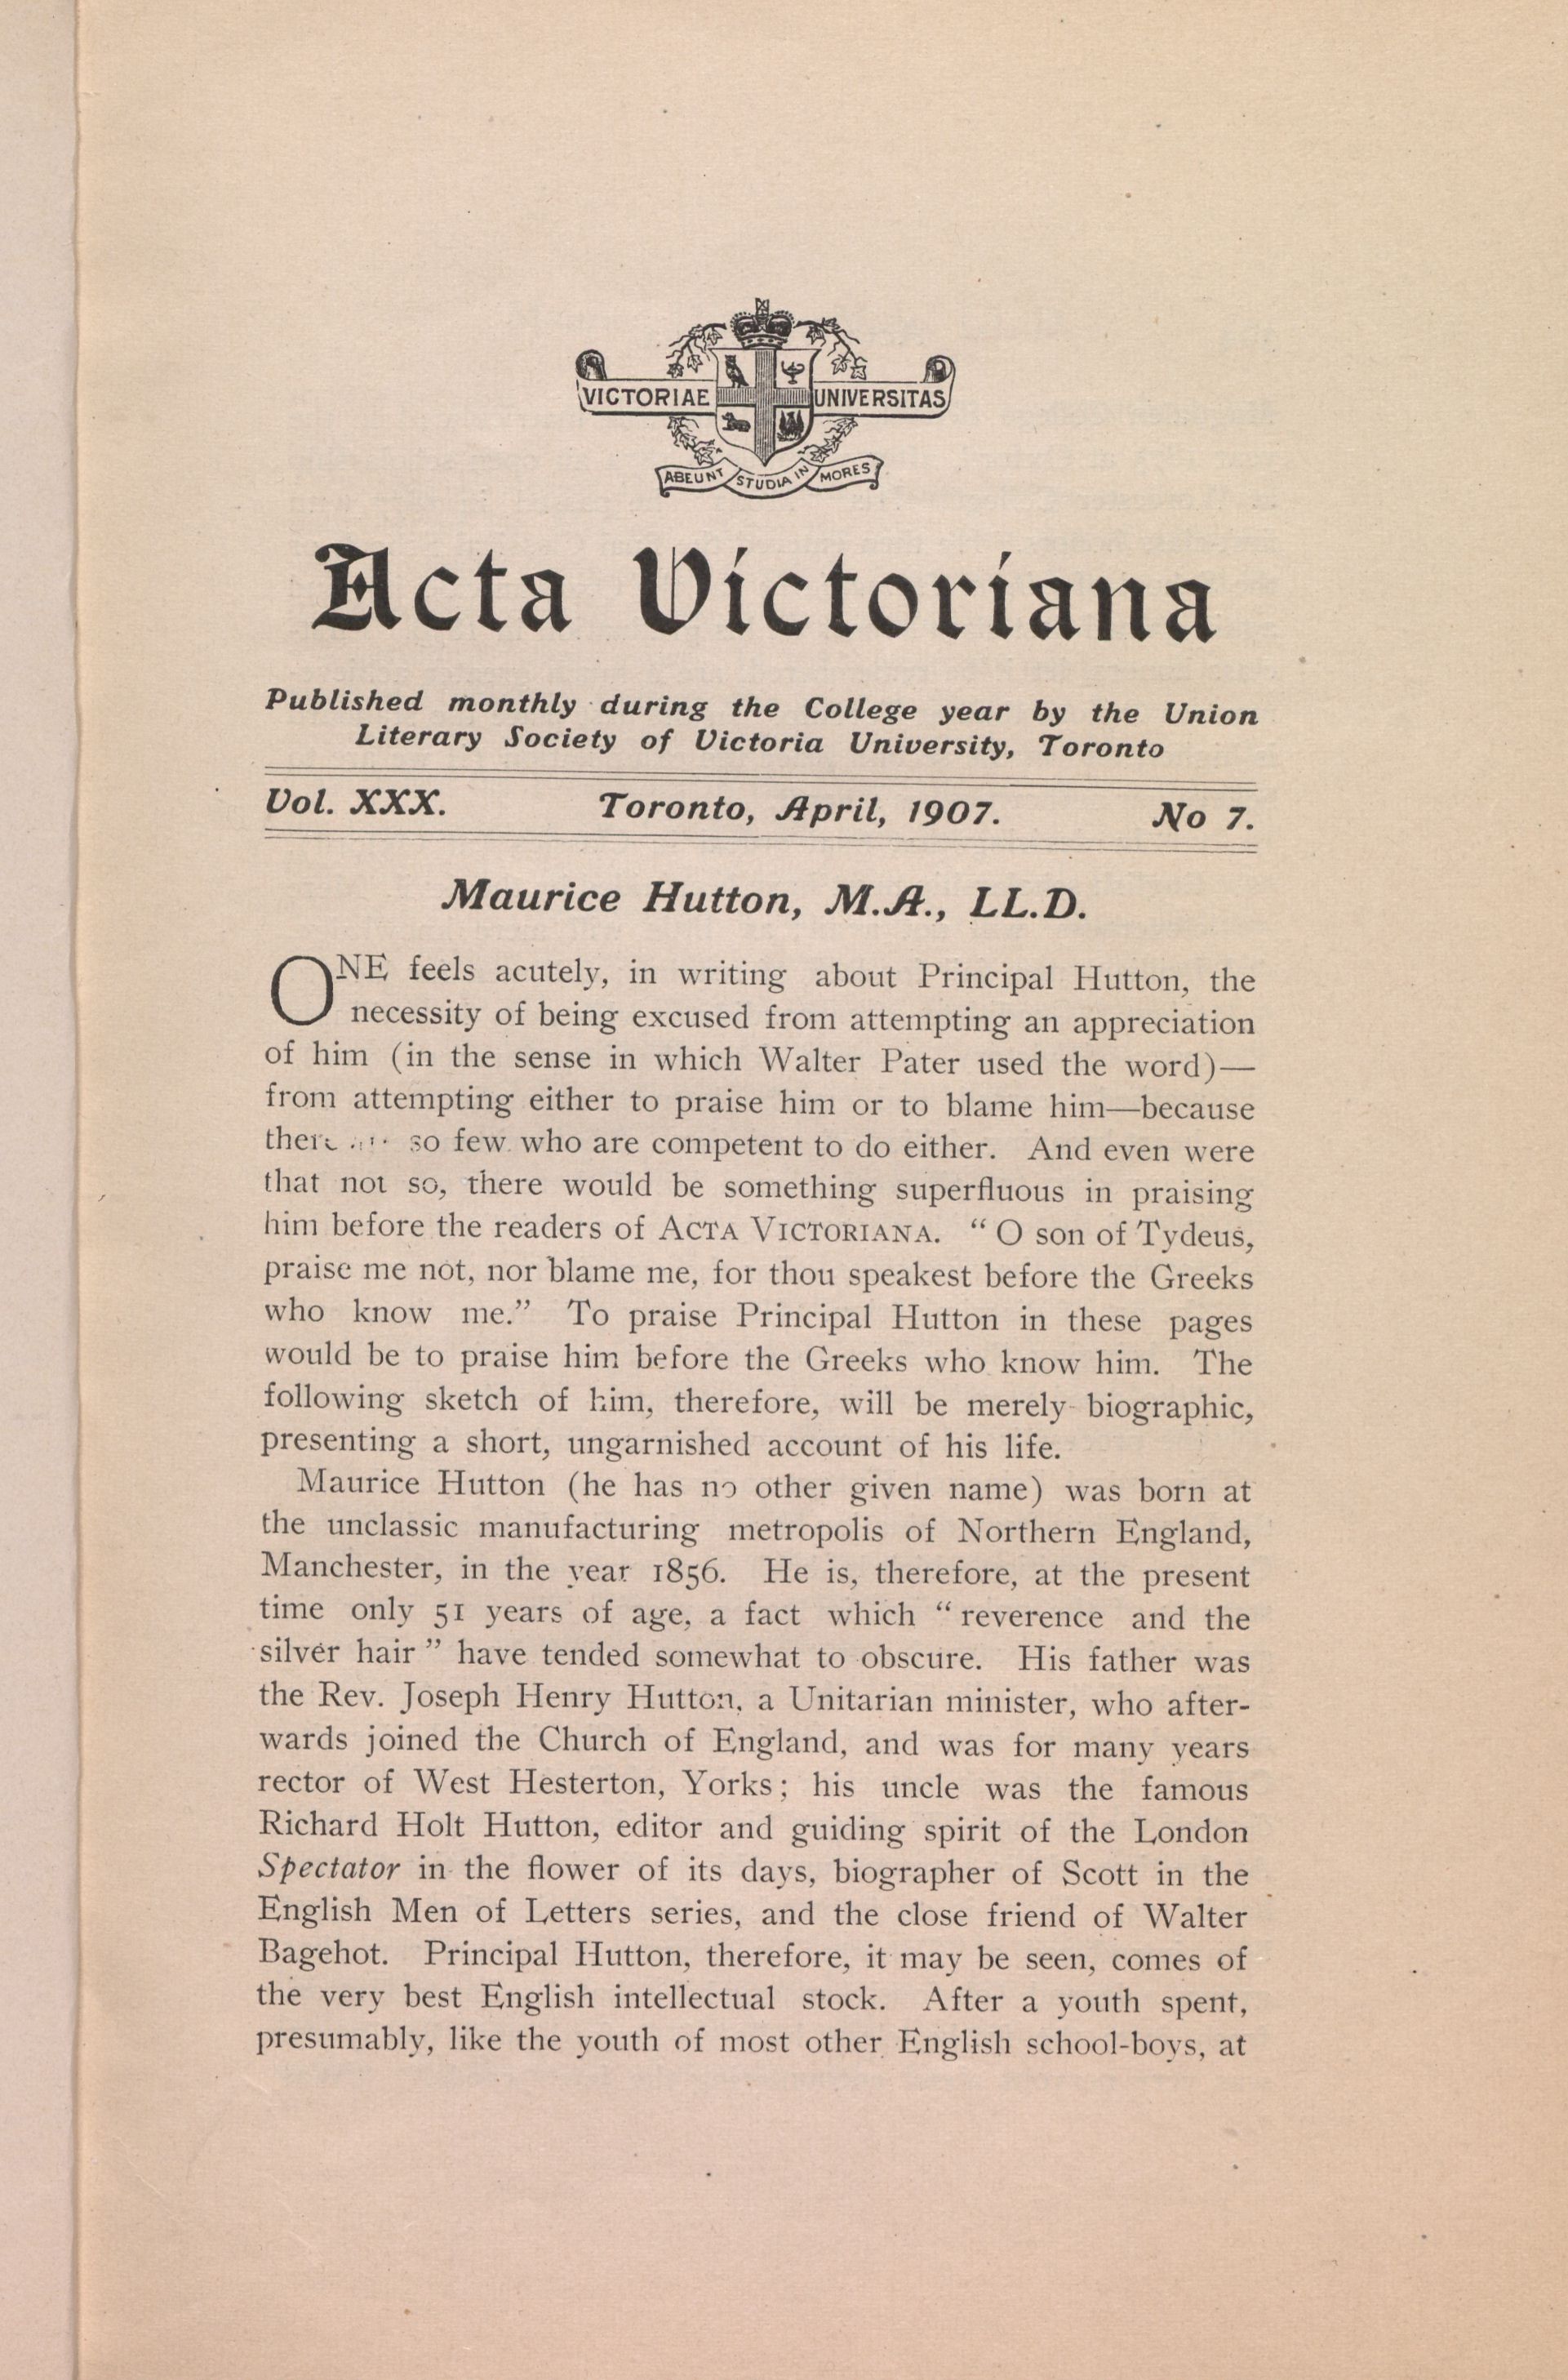 VICTORIAE UNIVERSITAS
ABEUNT STUDIA IN MORES
Acta Victoriana
Published monthly during the College year by the Union
Literary Society of Victoria University, Toronto
Vol. XXX. Toronto, April, 1907. No 7.
Maurice Hutton, M.A., LL.D.
ONE feels acutely, in writing about Principal Hutton, the
necessity of being excused from attempting an appreciation
of him (in the sense in which Walter Pater used the word)—
from attempting either to praise him or to blame him—because
there so few who are competent to do either. And even were
that not so, there would be something superfluous in praising
him before the readers of ACTA VICTORIANA. “ O son of Tydeus,
praise me not, nor blame me, for thou speakest before the Greeks
who know me.” To praise Principal Hutton in these pages
would be to praise him before the Greeks who know him. The
following sketch of him, therefore, will be merely biographic,
presenting a short, ungarnished account of his life.
Maurice Hutton (he has no other given name) was born at
the unclassic manufacturing metropolis of Northern England,
Manchester, in the year 1856. He is, therefore, at the present
time only 51 years of age, a fact which “ reverence and the
silver hair ” have tended somewhat to obscure. His father was
the Rev. Joseph Henry Hutton, a Unitarian minister, who after-
wards joined the Church of England, and was for many years
rector of West Hesterton, Yorks; his uncle was the famous
Richard Holt Hutton, editor and guiding spirit of the London
Spectator in the flower of its days, biographer of Scott in the
English Men of Letters series, and the close friend of Walter
Bagehot. Principal Hutton, therefore, it may be seen, comes of
the very best English intellectual stock. After a youth spent,
presumably, like the youth of most other English school-boys, at